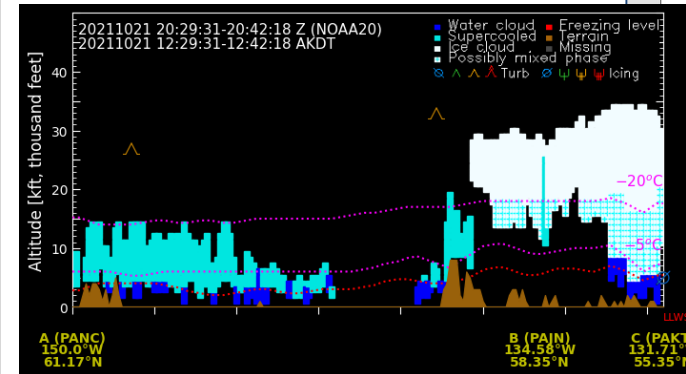 20211021 20:29:31-20:42:18 Z (NOAA20)
20211021 12:29:31-12:42:18 AKDT
Water cloud
Freezing level
Supercooled
Terrain
Ice cloud
Missing
Possibly mixed phase
Turb
Icing
Altitude [kft, thousand feet]
40
30
20
10
0
−20°C
−5°C
LLWS
A (PANC)
150.0°W
61.17°N
B (PAJN)
134.58°W
58.35°N
C (PAKT
131.71°
55.35°N